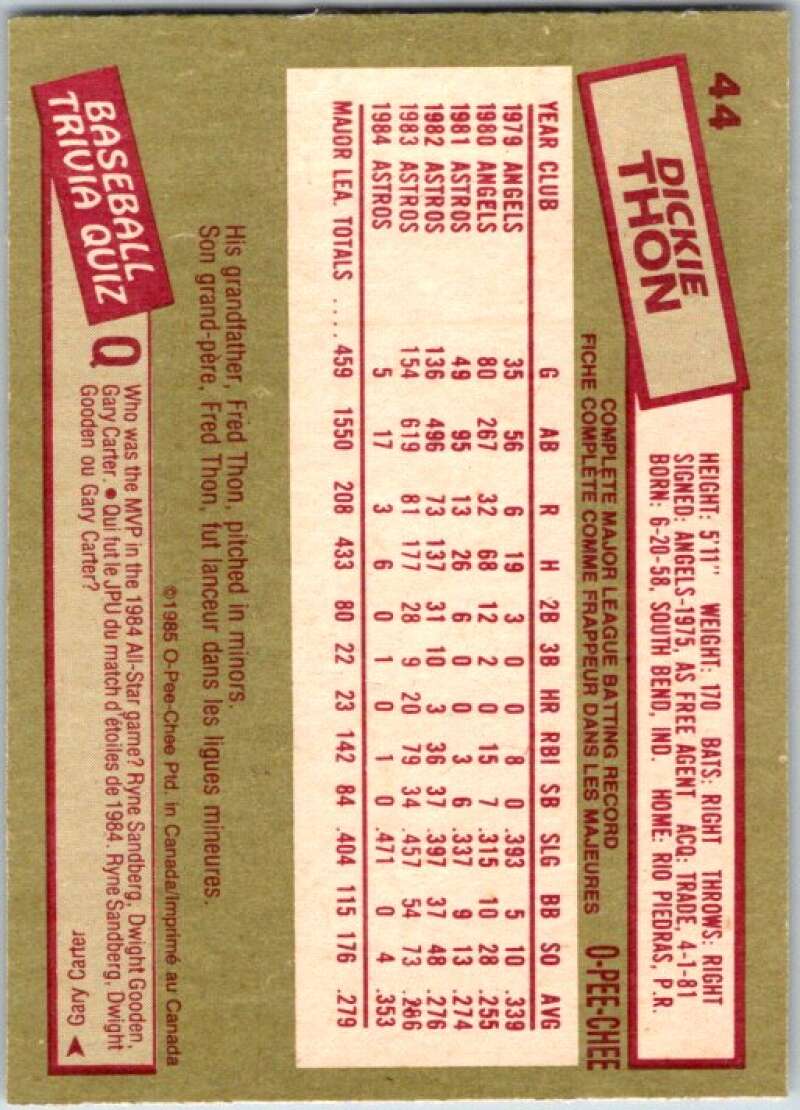 44
DICKIE
THON
HEIGHT: 5'11" WEIGHT: 170 BATS: RIGHT THROWS: RIGHT
SIGNED: ANGELS-1975, AS FREE AGENT ACQ: TRADE, 4-1-81
BORN: 6-20-58, SOUTH BEND, IND. HOME: RIO PIEDRAS, P.R.
COMPLETE MAJOR LEAGUE BATTING RECORD
FICHE COMPLÈTE COMME FRAPPEUR DANS LES MAJEURES
O-PEE-CHEE
YEAR CLUB G AB R H 2B 3B HR RBI SB SLG BB SO AVG
1979 ANGELS 35 56 6 19 3 0 0 8 0 .393 5 10 .339
1980 ANGELS 80 267 32 68 12 2 0 15 7 .315 10 28 .255
1981 ASTROS 49 95 13 26 6 0 0 3 6 .337 9 13 .274
1982 ASTROS 136 496 73 137 31 10 3 36 37 .397 37 48 .276
1983 ASTROS 154 619 81 177 28 9 20 79 34 .457 54 73 .286
1984 ASTROS 5 17 3 6 0 1 0 1 0 .471 0 4 .353
MAJOR LEA. TOTALS .... 459 1550 208 433 80 22 23 142 84 .404 115 176 .279
His grandfather, Fred Thon, pitched in minors.
Son grand-père, Fred Thon, fut lanceur dans les ligues mineures.
©1985 O-Pee-Chee Ptd. in Canada/Imprimé au Canada
BASEBALL
TRIVIA QUIZ
Q
Who was the MVP in the 1984 All-Star game? Ryne Sandberg, Dwight Gooden,
Gary Carter. • Qui fut le JPU du match d'étoiles de 1984. Ryne Sandberg, Dwight
Gooden ou Gary Carter?
Gary Carter